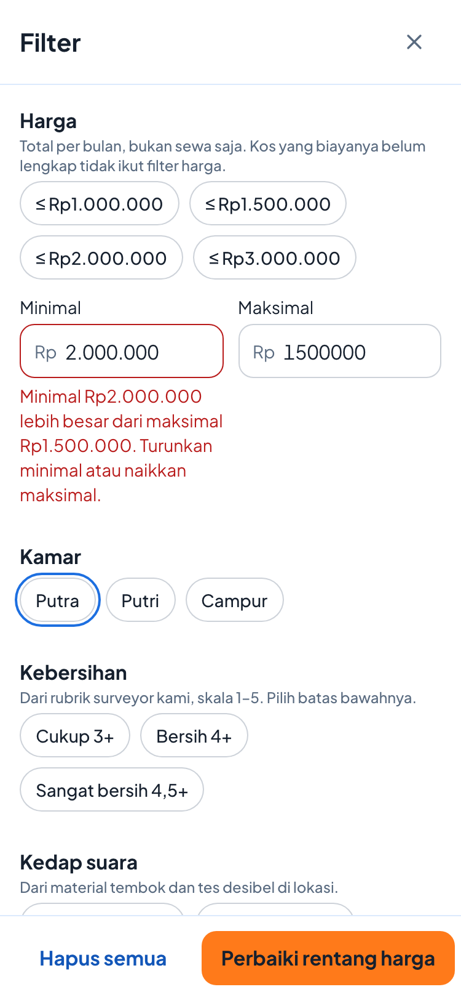 Filter
Harga
Total per bulan, bukan sewa saja. Kos yang biayanya belum
lengkap tidak ikut filter harga.
≤Rp1.000.000
≤Rp1.500.000
≤Rp2.000.000
≤Rp3.000.000
Minimal
Maksimal
Rp 2.000.000
Rp 1500000
Minimal Rp2.000.000
lebih besar dari maksimal
Rp1.500.000. Turunkan
minimal atau naikkan
maksimal.
Kamar
Putra
Putri
Campur
Kebersihan
Dari rubrik surveyor kami, skala 1–5. Pilih batas bawahnya.
Cukup 3+
Bersih 4+
Sangat bersih 4,5+
Kedap suara
Dari material tembok dan tes desibel di lokasi.
Hapus semua
Perbaiki rentang harga